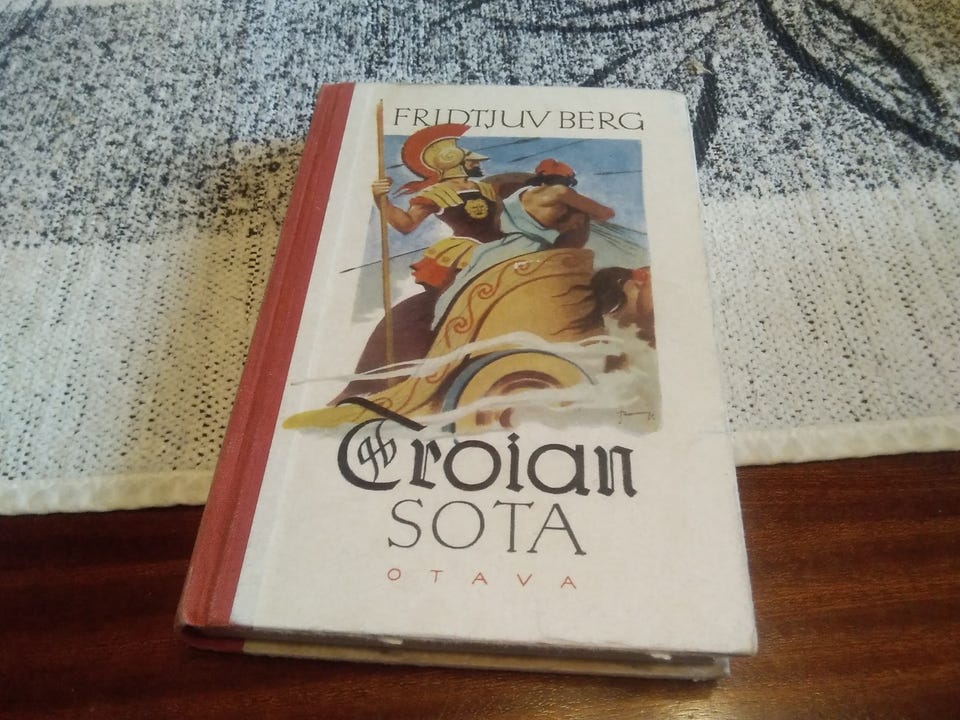 FRIDTJUV BERG
Troian
SOTA
OTAVA